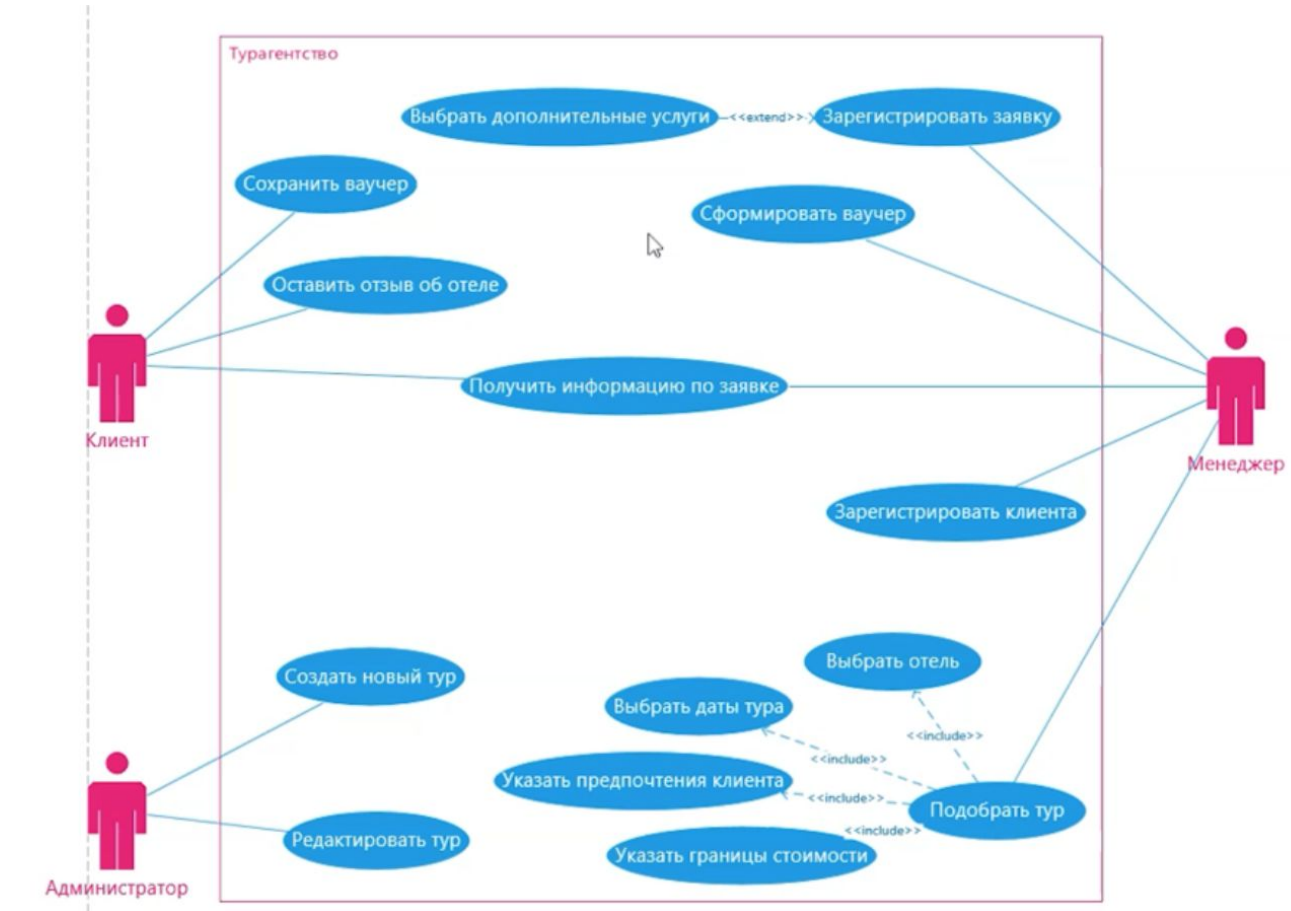 Турагентство
Выбрать дополнительные услуги
<<extend>>
Зарегистрировать заявку
Сохранить ваучер
Сформировать ваучер
Оставить отзыв об отеле
Получить информацию по заявке
Клиент
Менеджер
Зарегистрировать клиента
Выбрать отель
Создать новый тур
Выбрать даты тура
<<include>>
<<include>>
Указать предпочтения клиента
<<include>>
Подобрать тур
<<include>>
Редактировать тур
Указать границы стоимости
Администратор